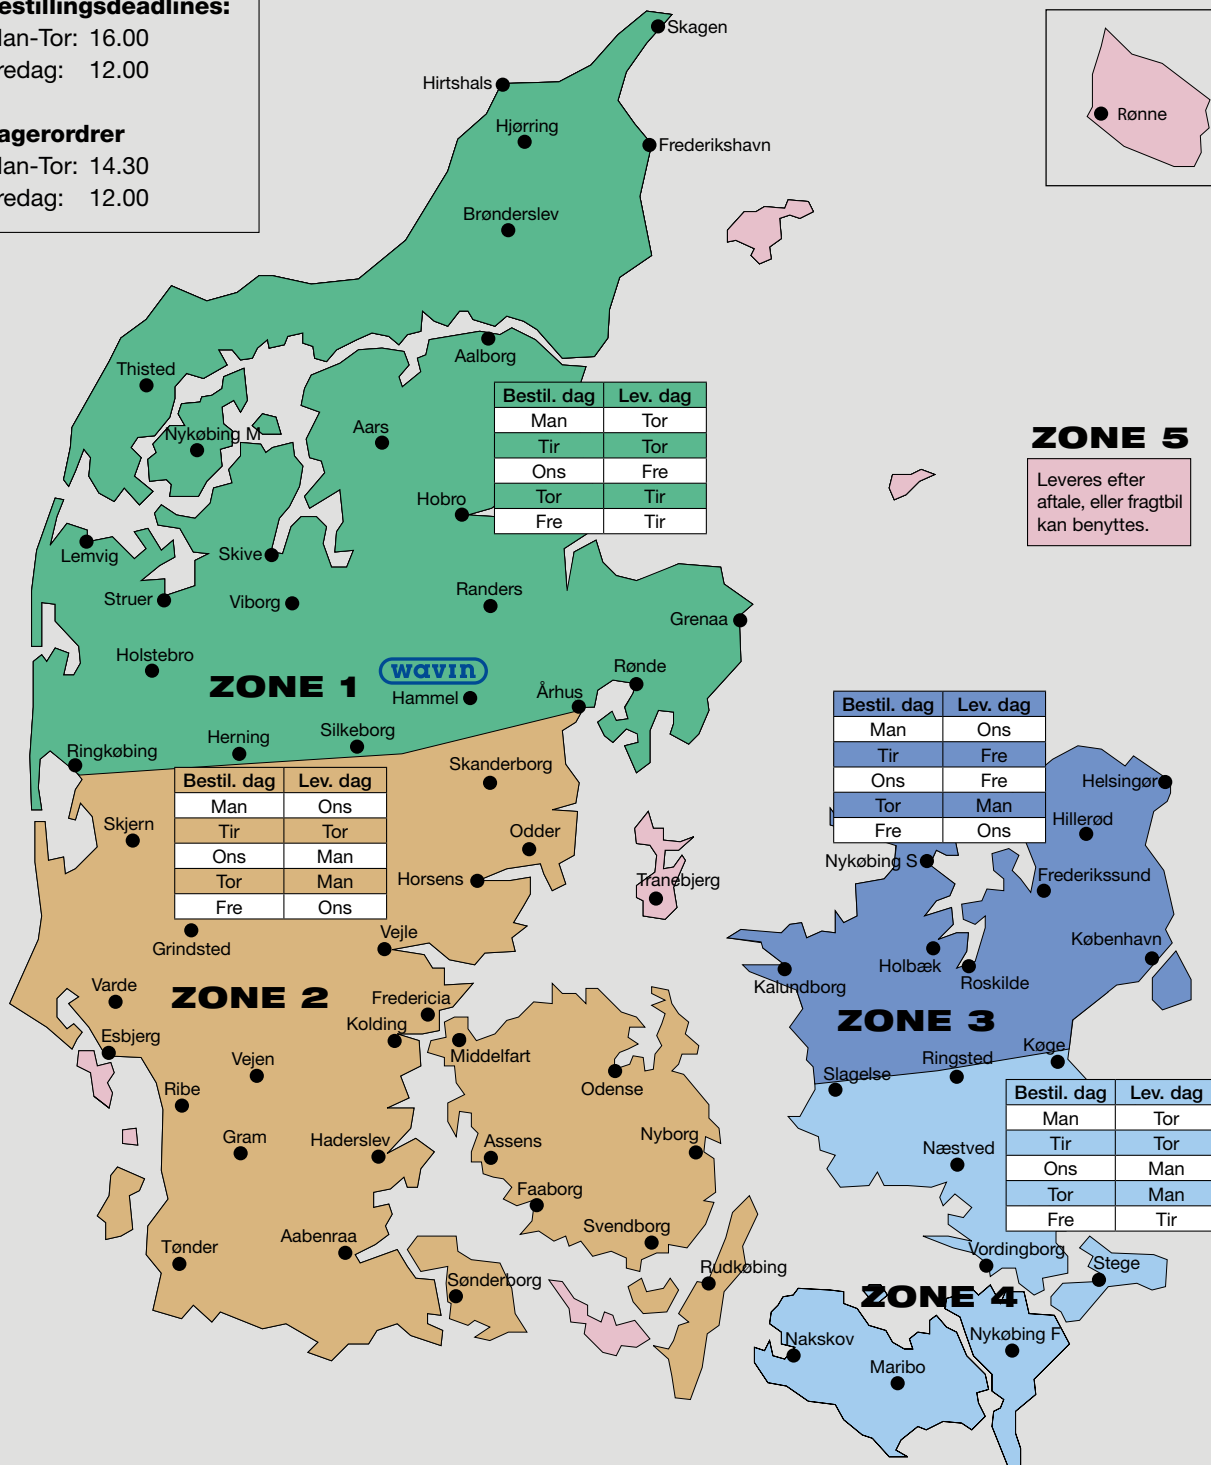 estillingsdeadlines:
an-Tor: 16.00
redag: 12.00
agerordrer
an-Tor: 14.30
redag: 12.00
Skagen
Hirtshals
Hjørring
Frederikshavn
Brønderslev
Rønne
Aalborg
Thisted
Nykøbing M
Aars
Hobro
Bestil. dag Lev. dag
Man Tor
Tir Tor
Ons Fre
Tor Tir
Fre Tir
ZONE 5
Leveres efter
aftale, eller fragtbil
kan benyttes.
Lemvig
Skive
Struer
Viborg
Randers
Grenaa
Holstebro
ZONE 1
wavin
Hammel
Rønde
Århus
Silkeborg
Herning
Ringkøbing
Skanderborg
Bestil. dag Lev. dag
Man Ons
Tir Tor
Ons Man
Tor Man
Fre Ons
Skjern
Odder
Horsens
Tranebjerg
Grindsted
Vejle
Varde
ZONE 2
Fredericia
Kolding
Esbjerg
Middelfart
Vejen
Odense
Ribe
Gram
Haderslev
Assens
Nyborg
Faaborg
Svendborg
Aabenraa
Tønder
Sønderborg
Rudkøbing
Bestil. dag Lev. dag
Man Ons
Tir Fre
Ons Fre
Tor Man
Fre Ons
Helsingør
Hillerød
Nykøbing S
Frederikssund
København
Holbæk
Roskilde
Kalundborg
ZONE 3
Køge
Ringsted
Slagelse
Bestil. dag Lev. dag
Man Tor
Tir Tor
Ons Man
Tor Man
Fre Tir
Næstved
Vordingborg
Stege
ZONE 4
Nakskov
Nykøbing F
Maribo